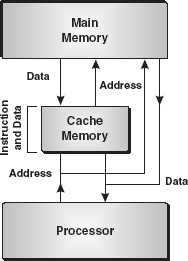 Main
Memory
Data
Address
Instruction
and Data
Cache
Memory
Address
Data
Processor